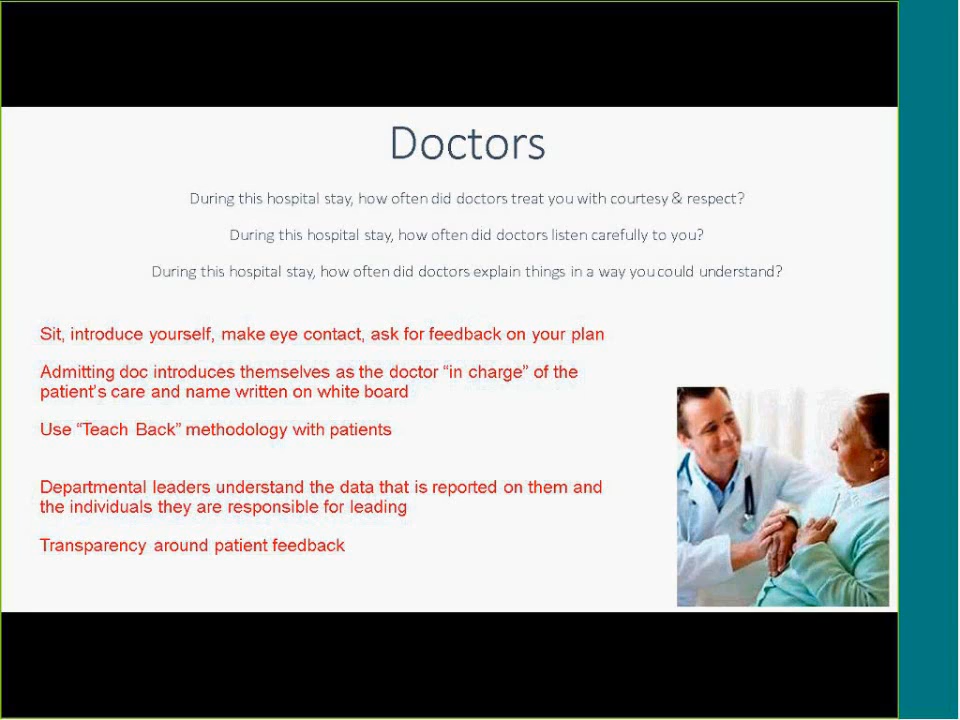 Doctors
During this hospital stay, how often did doctors treat you with courtesy & respect?
During this hospital stay, how often did doctors listen carefully to you?
During this hospital stay, how often did doctors explain things in a way you could understand?
Sit, introduce yourself, make eye contact, ask for feedback on your plan
Admitting doc introduces themselves as the doctor “in charge” of the
patient’s care and name written on white board
Use “Teach Back” methodology with patients
Departmental leaders understand the data that is reported on them and
the individuals they are responsible for leading
Transparency around patient feedback